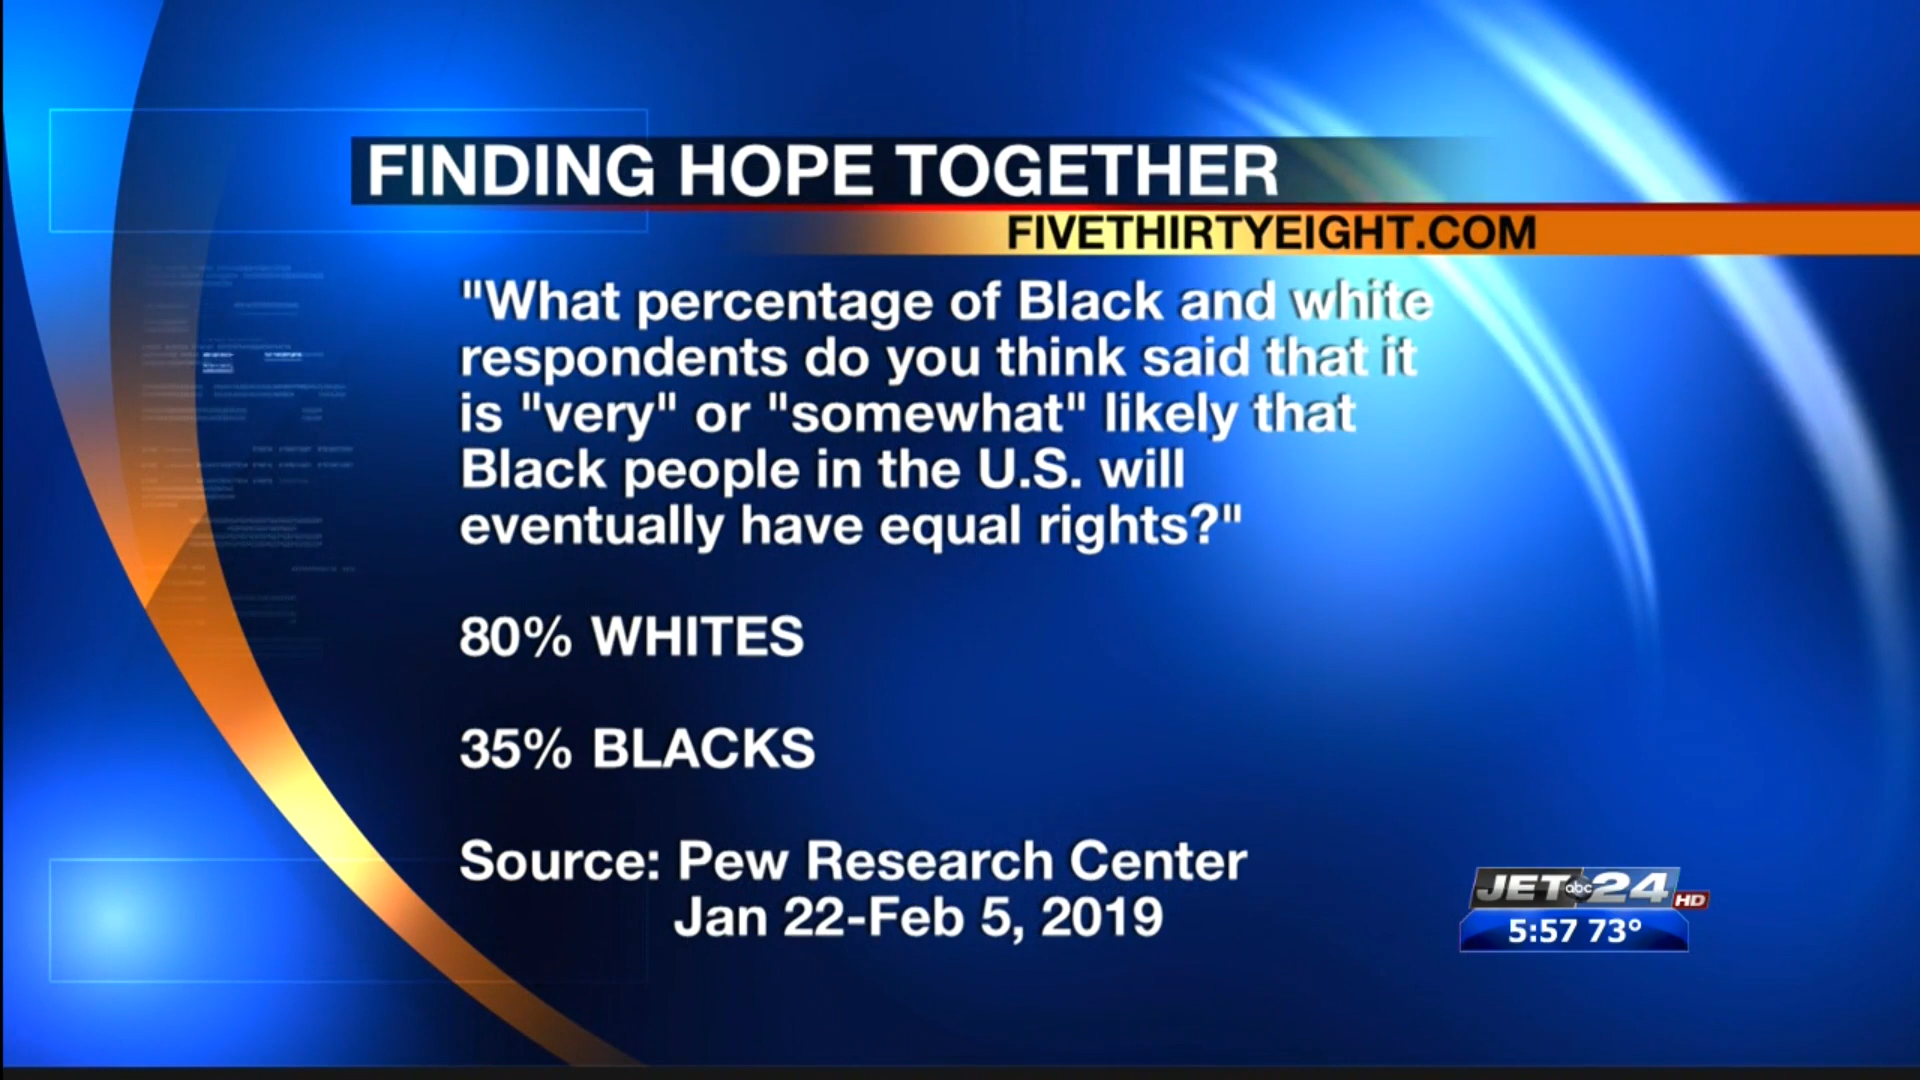 FINDING HOPE TOGETHER
FIVETHIRTYEIGHT.COM
"What percentage of Black and white
respondents do you think said that it
is "very" or "somewhat" likely that
Black people in the U.S. will
eventually have equal rights?"
80% WHITES
35% BLACKS
Source: Pew Research Center
Jan 22-Feb 5, 2019
JET abc 24 HD
5:57 73°